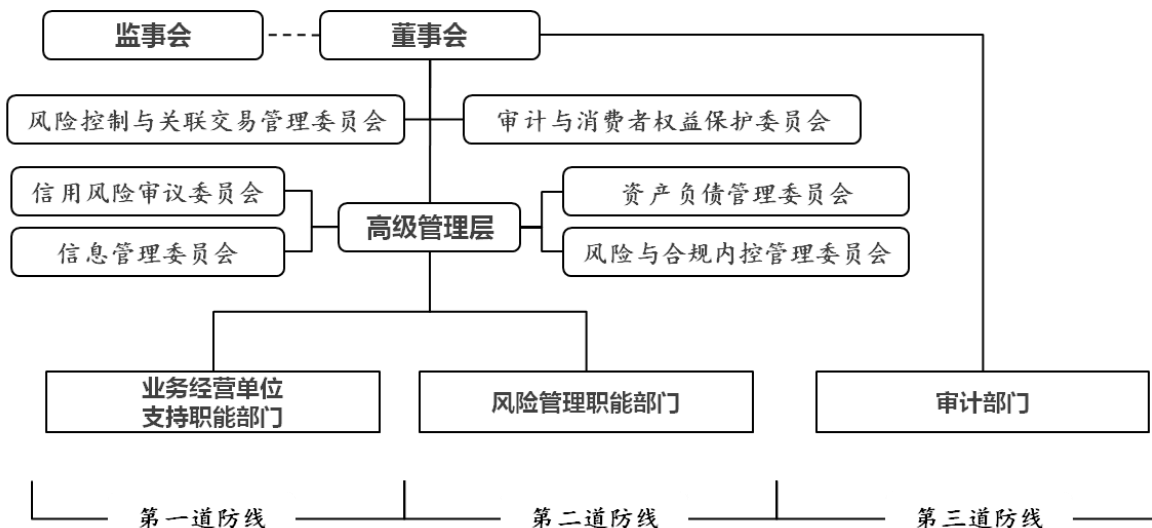 监事会
董事会
风险控制与关联交易管理委员会
审计与消费者权益保护委员会
信用风险审议委员会
资产负债管理委员会
高级管理层
信息管理委员会
风险与合规内控管理委员会
业务经营单位
支持职能部门
风险管理职能部门
审计部门
第一道防线
第二道防线
第三道防线